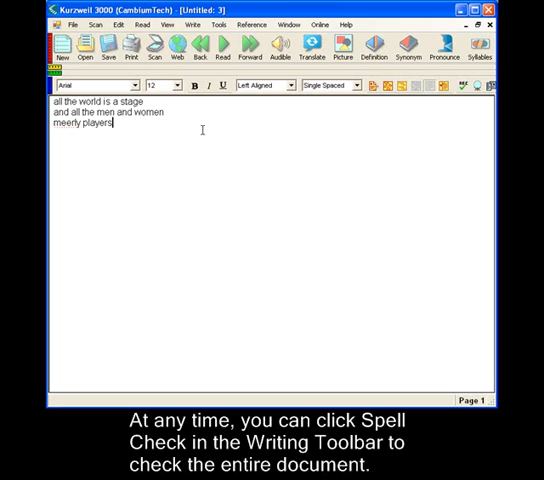 Kurzweil 3000 (CambiumTech) - [Untitled: 3]
File Edit Scan Edit View Write Tools Reference Window Online Help
New Open Save Print Scan Web Back Read Forward Audible Translate Picture Definition Synonym Pronounce Syllables
Arial 12 B I U Left Aligned Single Spaced
all the world is a stage
and all the men and women
meerly players
Page 1
At any time, you can click Spell
Check in the Writing Toolbar to
check the entire document.